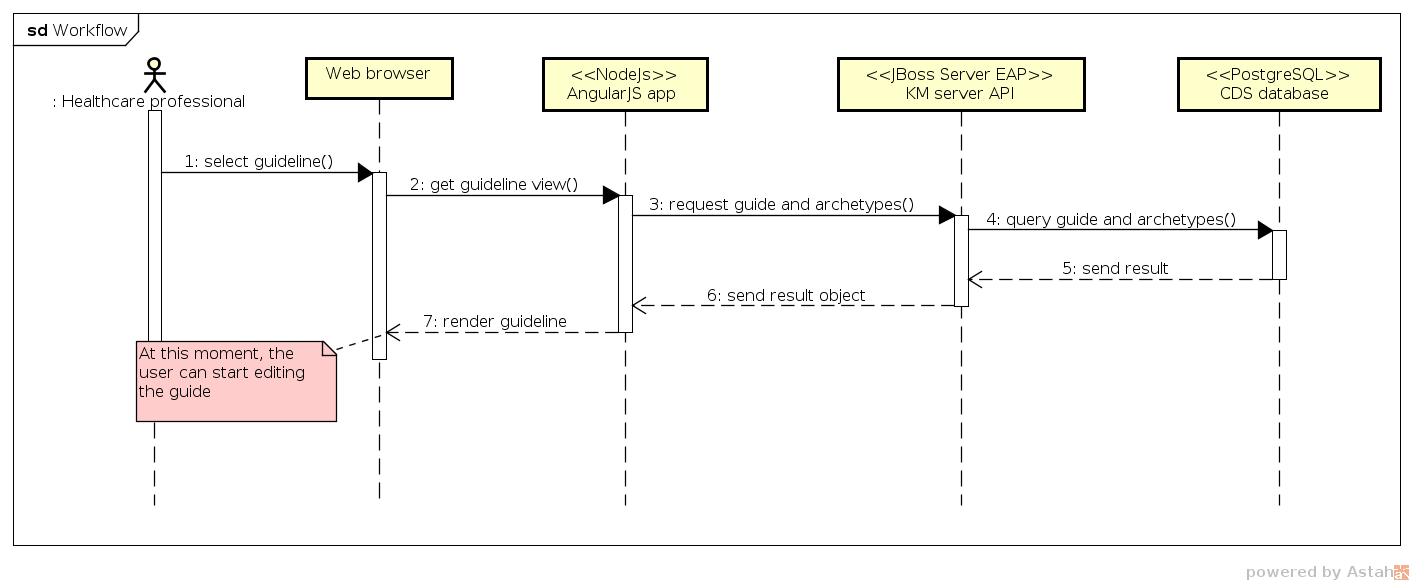 sd Workflow
: Healthcare professional
Web browser
<<NodeJs>>
AngularJS app
<<JBoss Server EAP>>
KM server API
<<PostgreSQL>>
CDS database
1: select guideline()
2: get guideline view()
3: request guide and archetypes()
4: query guide and archetypes()
5: send result
6: send result object
7: render guideline
At this moment, the
user can start editing
the guide
powered by Astah